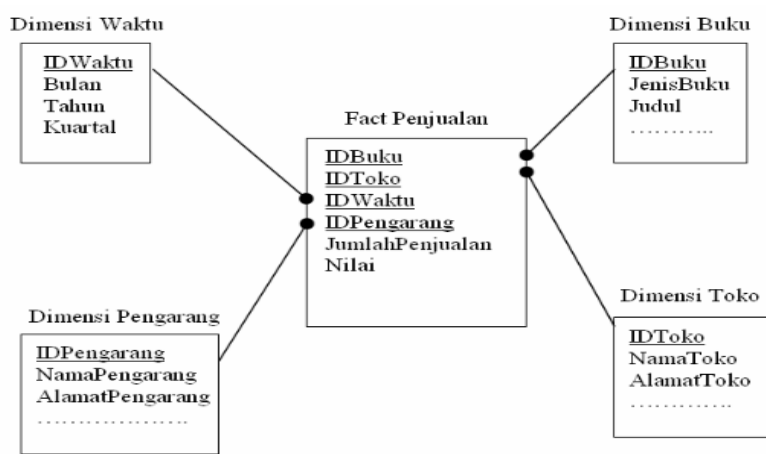 Dimensi Waktu
IDWaktu
Bulan
Tahun
Kuartal
Dimensi Buku
IDBuku
JenisBuku
Judul
………..
Fact Penjualan
IDBuku
IDToko
IDWaktu
IDPengarang
JumlahPenjualan
Nilai
Dimensi Pengarang
IDPengarang
NamaPengarang
AlamatPengarang
……………….
Dimensi Toko
IDToko
NamaToko
AlamatToko
………….